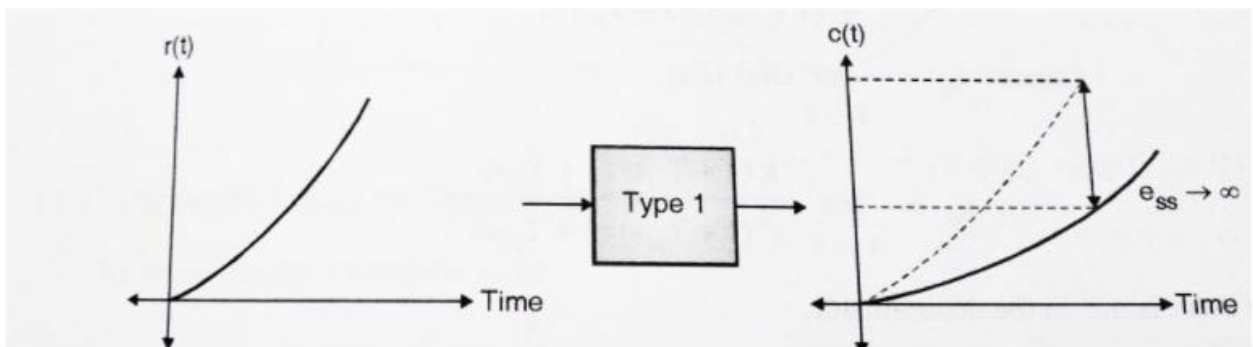 r(t)
Time
Type 1
c(t)
e_ss → ∞
Time